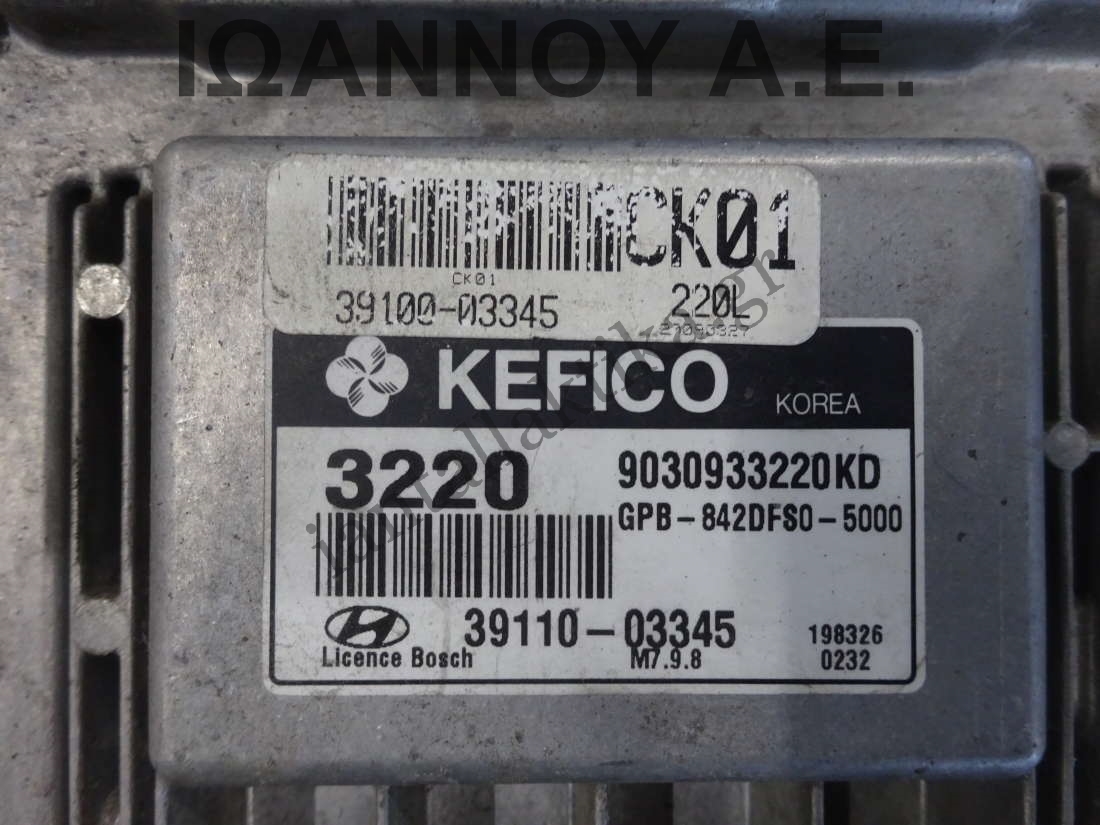 ΙΩΑΝΝΟΥ Α.Ε.
CK01
CK01
39100-03345
220L
KEFICO
KOREA
3220
9030933220KD
GPB-842DFS0-5000
39110-03345
198326
Licence Bosch
M7.9.8
0232